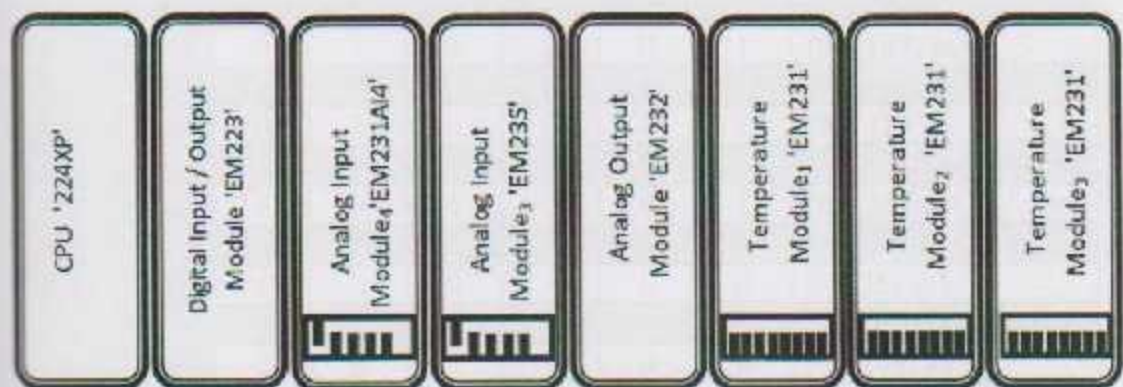 CPU '224XP'
Digital Input / Output
Module 'EM223'
Analog Input
Module₄'EM231AI4'
Analog Input
Module₃ 'EM235'
Analog Output
Module 'EM232'
Temperature
Module₁ 'EM231'
Temperature
Module₂ 'EM231'
Temperature
Module₃ 'EM231'